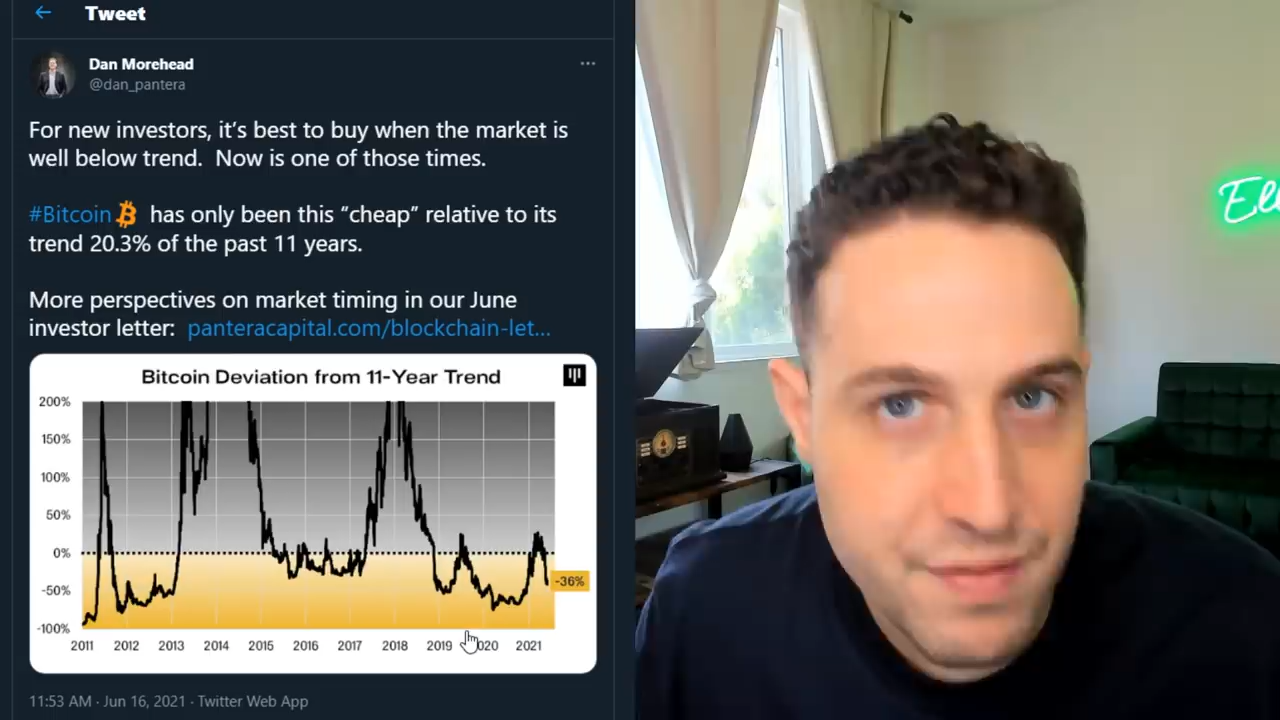 Tweet
Dan Morehead
@dan_pantera
For new investors, it's best to buy when the market is
well below trend. Now is one of those times.
#Bitcoin has only been this “cheap” relative to its
trend 20.3% of the past 11 years.
More perspectives on market timing in our June
investor letter: panteracapital.com/blockchain-let...
Bitcoin Deviation from 11-Year Trend
200%
150%
100%
50%
0%
-50%
-100%
-36%
2011 2012 2013 2014 2015 2016 2017 2018 2019 020 2021
11:53 AM · Jun 16, 2021 · Twitter Web App